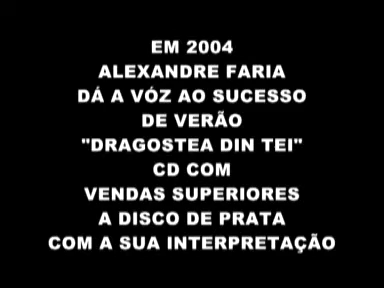 EM 2004
ALEXANDRE FARIA
DÁ A VÓZ AO SUCESSO
DE VERÃO
"DRAGOSTEA DIN TEI"
CD COM
VENDAS SUPERIORES
A DISCO DE PRATA
COM A SUA INTERPRETAÇÃO